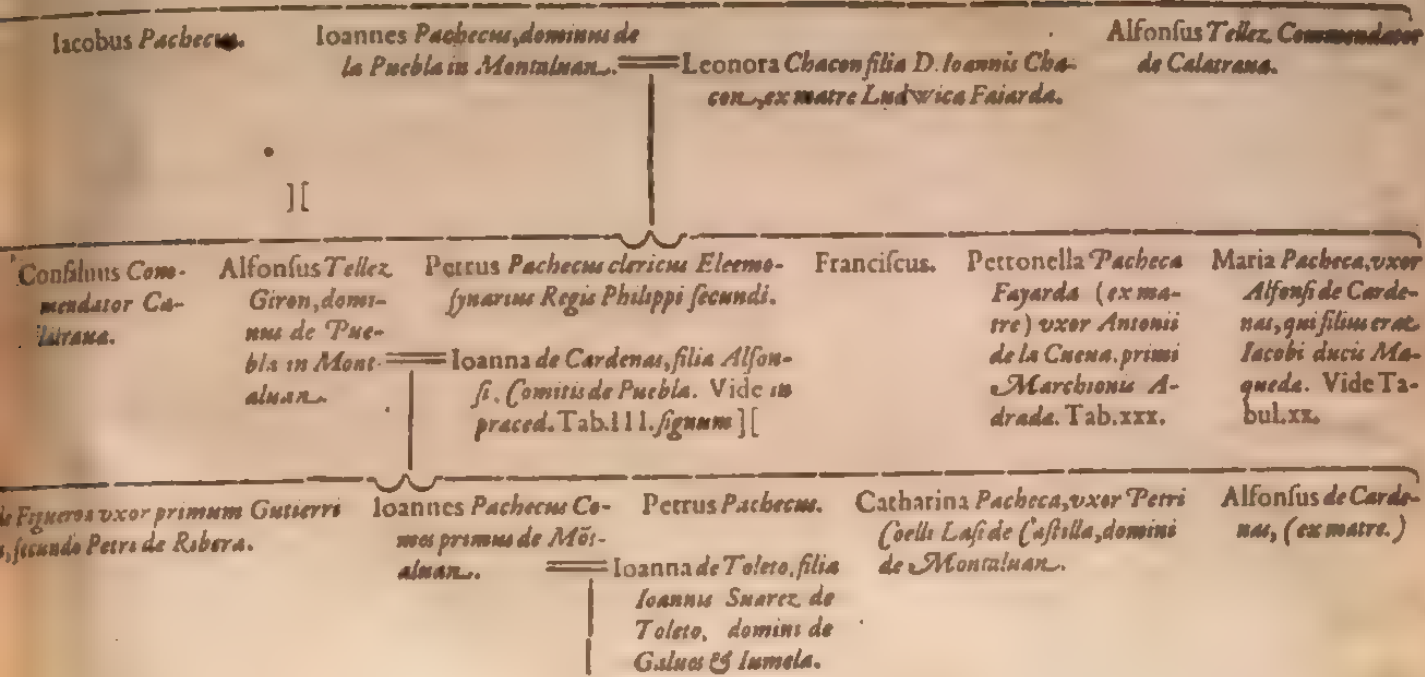 Iacobus Pachecus.
Ioannes Pachecus, dominus de
la Puebla in Montaluan.
Leonora Chacon filia D. Ioannis Cha-
con, ex matre Ludwica Faiarda.
Alfonſus Tellez Commendator
de Calatraua.
][
Conſiluus Com-
mendator Ca-
latraua.
Alfonſus Tellez
Giron, domi-
nus de Pue-
bla in Mont-
aluan.
Petrus Pachecus clericus Eleemo-
ſynarius Regis Philippi ſecundi.
Ioanna de Cardenas, filia Alfon-
ſi, Comitis de Puebla. Vide in
præced. Tab. III. ſignum ][
Franciſcus.
Petronella Pacheca
Fayarda (ex ma-
tre) vxor Antonii
de la Cueua, primi
Marchionis A-
drada. Tab. xxx.
Maria Pacheca, vxor
Alfonſi de Carde-
nas, qui filius erat
Iacobi ducis Ma-
queda. Vide Ta-
bul. xx.
de Figueroa vxor primum Gutierri
ſecundo Petri de Ribera.
Ioannes Pachecus Co-
mes primus de Mõt-
aluan.
Ioanna de Toleto, filia
Ioannis Suarez de
Toleto, domini de
Galues & Iumela.
Petrus Pachecus.
Catharina Pacheca, vxor Petri
Coelli Laſi de Caſtilla, domini
de Montaluan.
Alfonſus de Carde-
nas, (ex matre.)